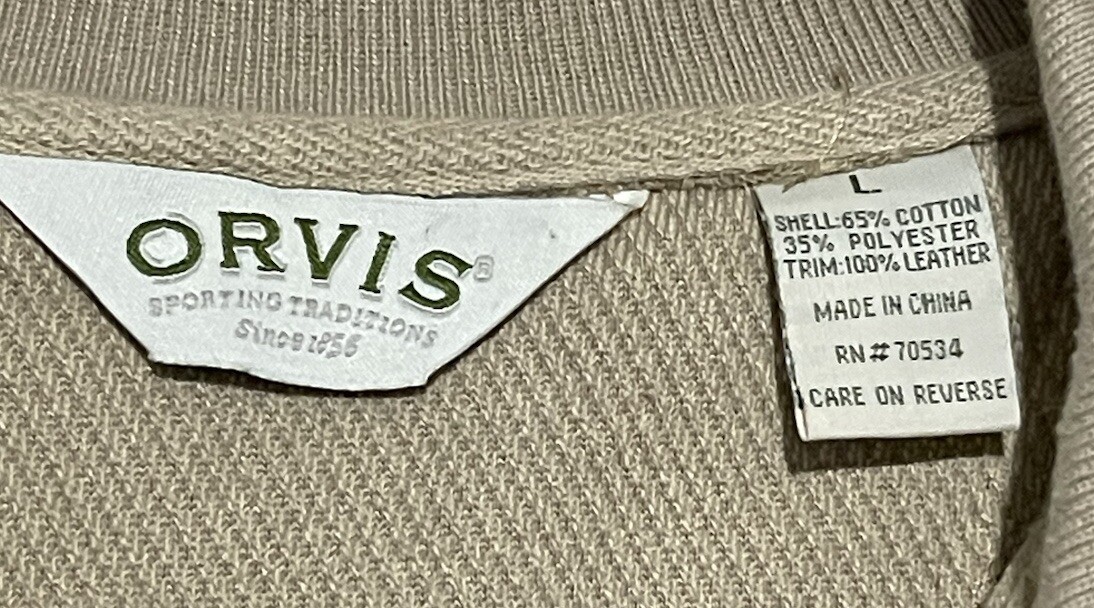 ORVIS®
SPORTING TRADITIONS
Since 1856
L
SHELL:65% COTTON
35% POLYESTER
TRIM:100% LEATHER
MADE IN CHINA
RN#70534
CARE ON REVERSE